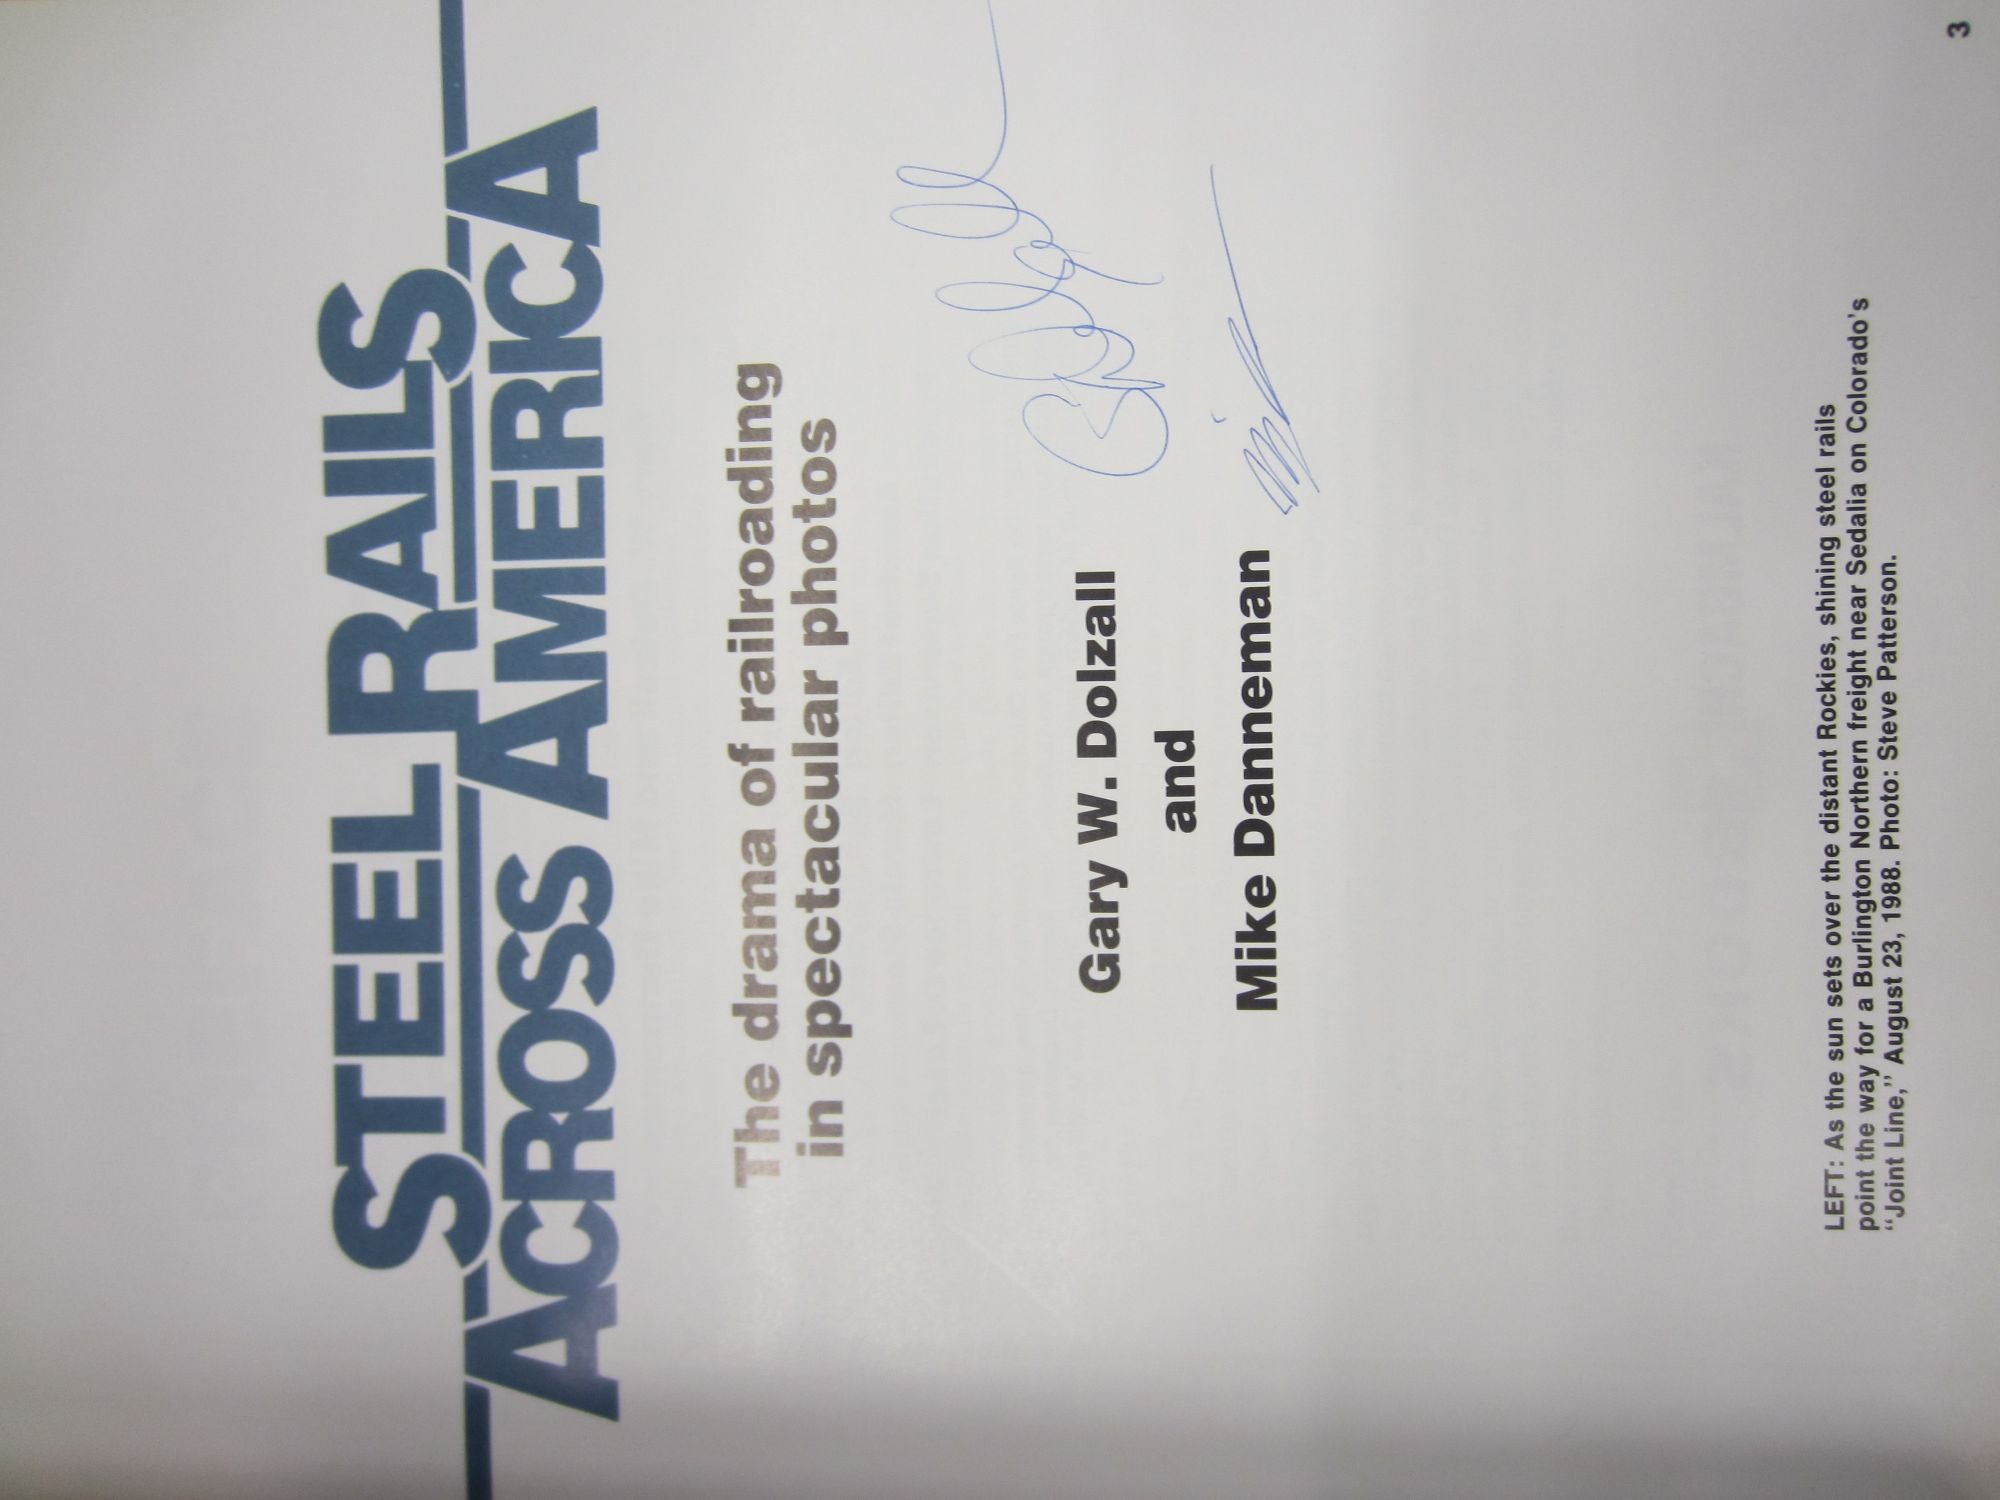 STEEL RAILS
ACROSS AMERICA
The drama of railroading
in spectacular photos
Gary W. Dolzall
and
Mike Danneman
LEFT: As the sun sets over the distant Rockies, shining steel rails
point the way for a Burlington Northern freight near Sedalia on Colorado's
“Joint Line,” August 23, 1988. Photo: Steve Patterson.
3